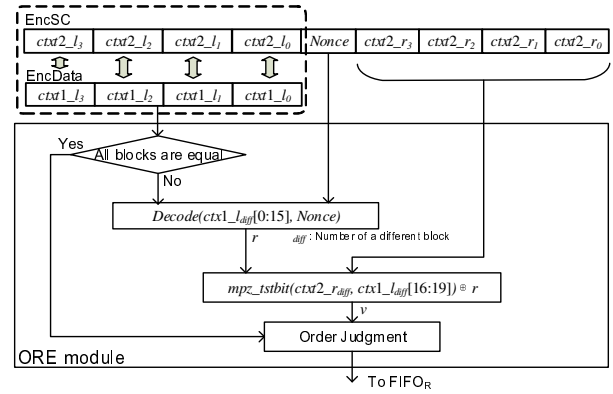 EncSC
ctxt2_l3 ctxt2_l2 ctxt2_l1 ctxt2_l0 Nonce ctxt2_r3 ctxt2_r2 ctxt2_r1 ctxt2_r0
EncData
ctxt1_l3 ctxt1_l2 ctxt1_l1 ctxt1_l0
Yes
All blocks are equal
No
Decode(ctx1_ldiff[0:15], Nonce)
r
diff : Number of a different block
mpz_tstbit(ctxt2_rdiff, ctx1_ldiff[16:19]) ⊕ r
v
Order Judgment
ORE module
To FIFOR